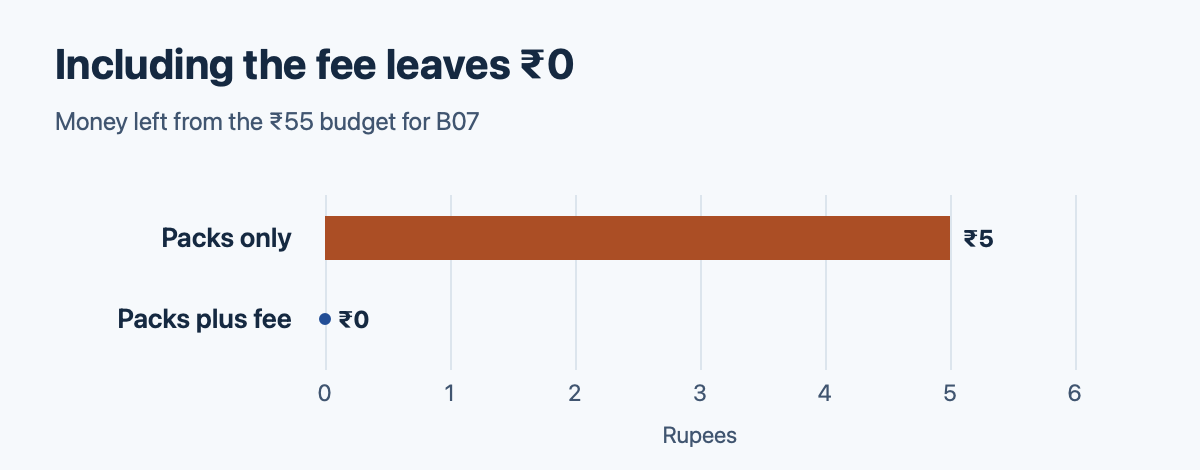 Including the fee leaves ₹0
Money left from the ₹55 budget for B07
Packs only ₹5
Packs plus fee ₹0
0 1 2 3 4 5 6
Rupees